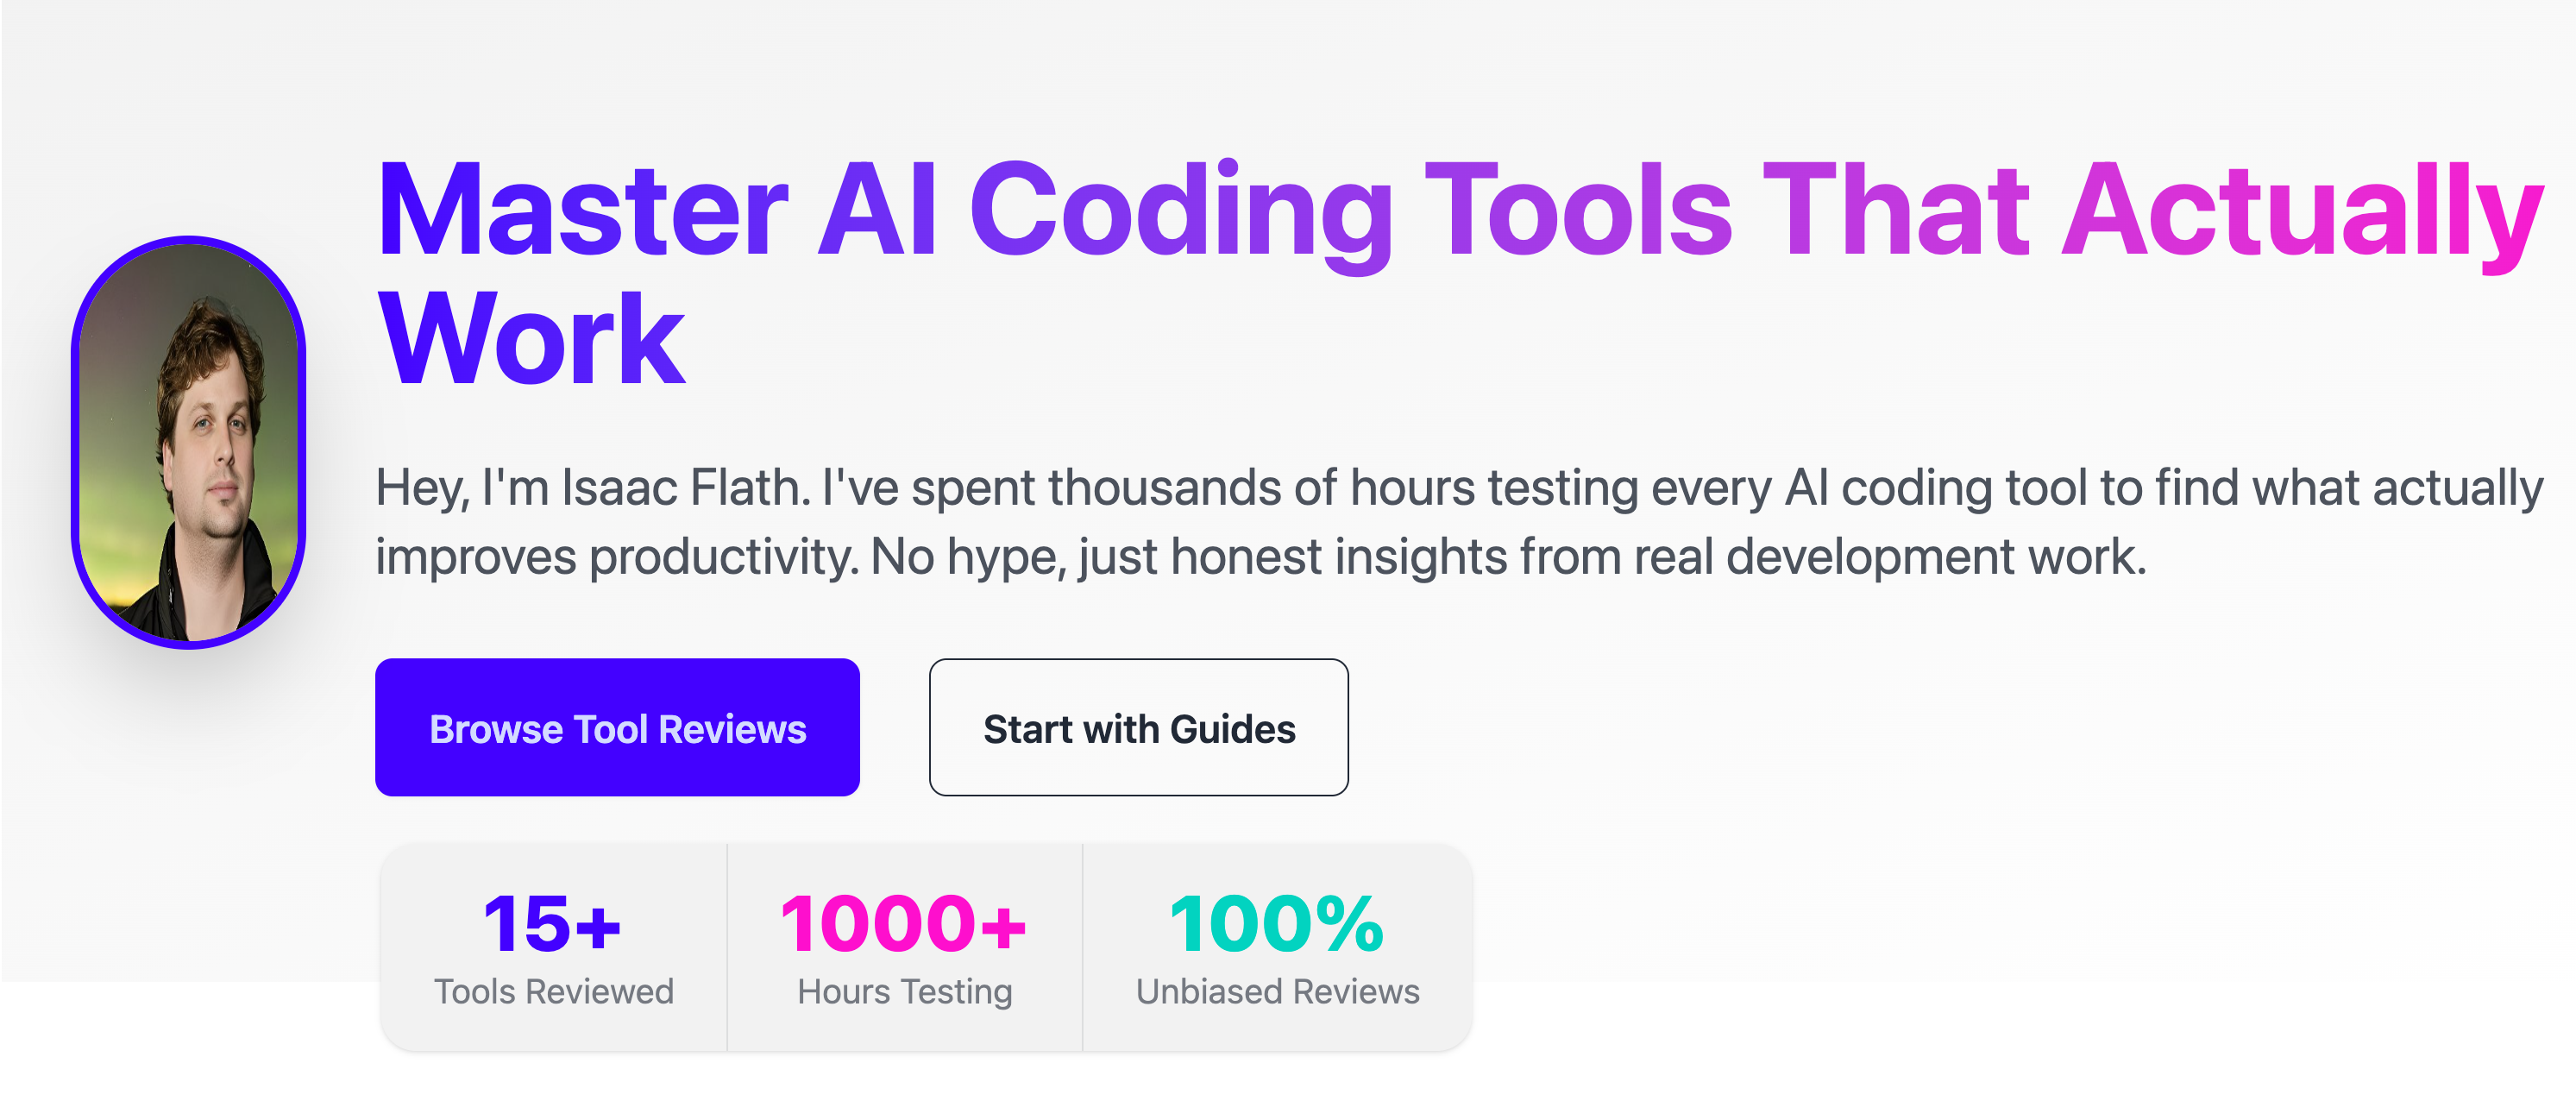 Master AI Coding Tools That Actually
Work
Hey, I'm Isaac Flath. I've spent thousands of hours testing every AI coding tool to find what actually
improves productivity. No hype, just honest insights from real development work.
Browse Tool Reviews
Start with Guides
15+
Tools Reviewed
1000+
Hours Testing
100%
Unbiased Reviews